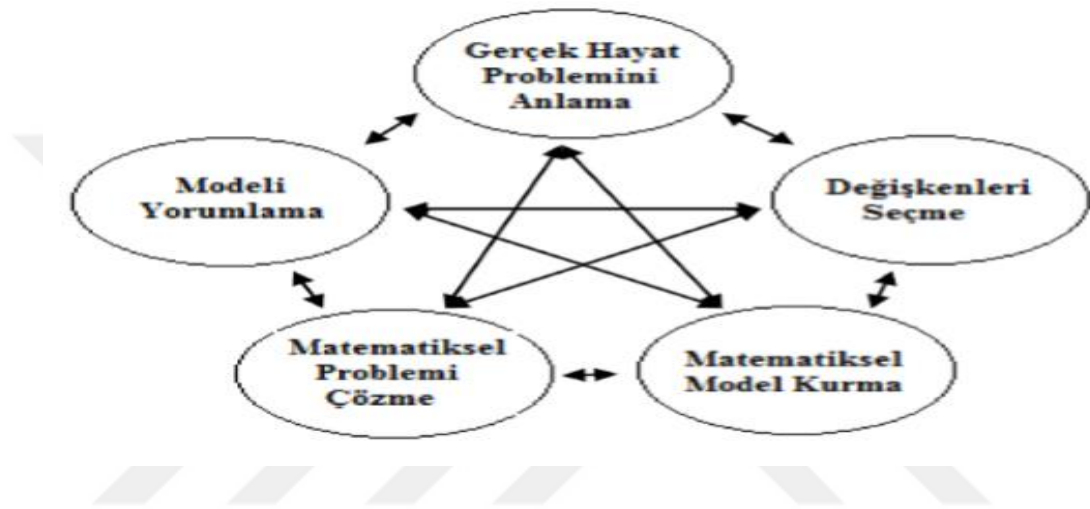 Gerçek Hayat
Problemini
Anlama
Modeli
Yorumlama
Değişkenleri
Seçme
Matematiksel
Problemi
Çözme
Matematiksel
Model Kurma